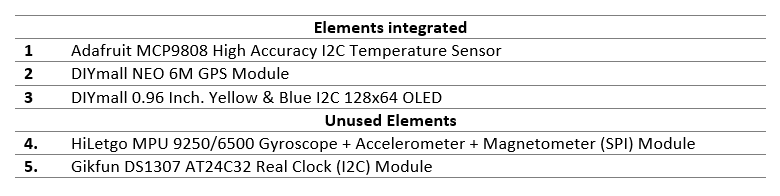 Elements integrated
1 Adafruit MCP9808 High Accuracy I2C Temperature Sensor
2 DIYmall NEO 6M GPS Module
3 DIYmall 0.96 Inch. Yellow & Blue I2C 128x64 OLED
Unused Elements
4. HiLetgo MPU 9250/6500 Gyroscope + Accelerometer + Magnetometer (SPI) Module
5. Gikfun DS1307 AT24C32 Real Clock (I2C) Module